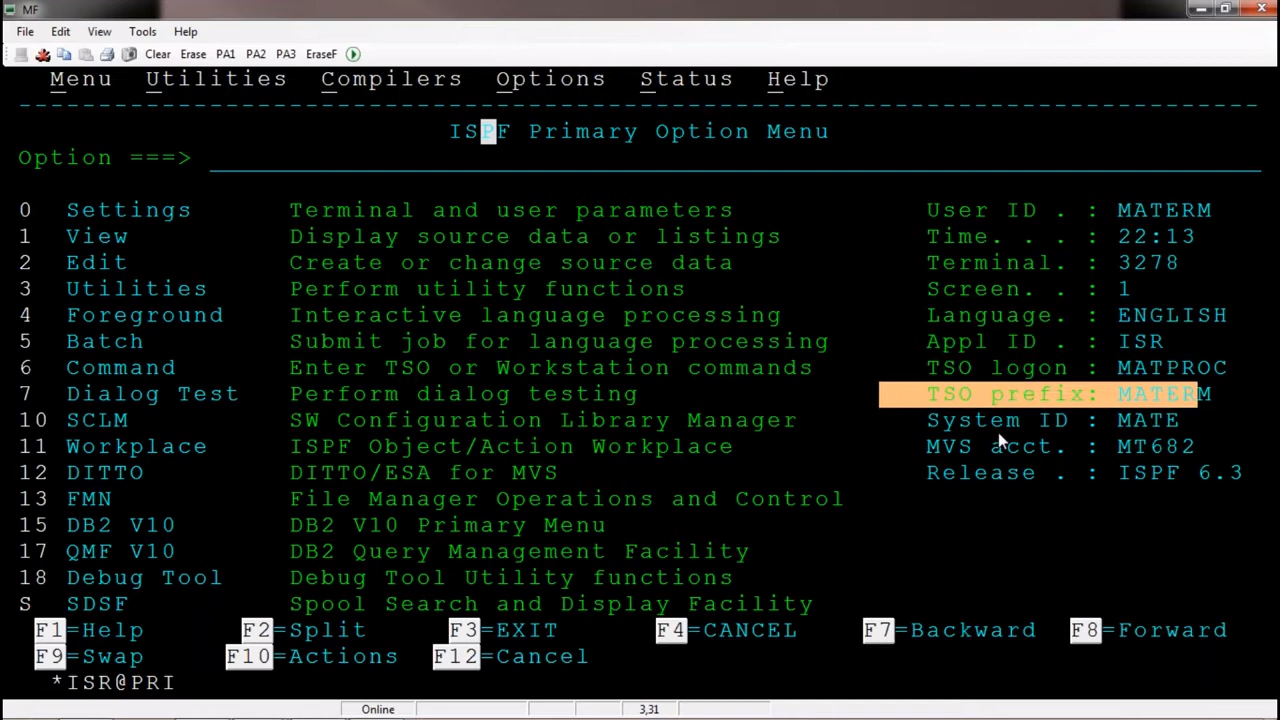 MF
File Edit View Tools Help
Clear Erase PA1 PA2 PA3 EraseF
Menu Utilities Compilers Options Status Help
ISPF Primary Option Menu
Option ===>
0 Settings Terminal and user parameters User ID . : MATERM
1 View Display source data or listings Time. . . : 22:13
2 Edit Create or change source data Terminal. : 3278
3 Utilities Perform utility functions Screen. . : 1
4 Foreground Interactive language processing Language. : ENGLISH
5 Batch Submit job for language processing Appl ID . : ISR
6 Command Enter TSO or Workstation commands TSO logon : MATPROC
7 Dialog Test Perform dialog testing TSO prefix: MATERM
10 SCLM SW Configuration Library Manager System ID : MATE
11 Workplace ISPF Object/Action Workplace MVS acct. : MT682
12 DITTO DITTO/ESA for MVS Release . : ISPF 6.3
13 FMN File Manager Operations and Control
15 DB2 V10 DB2 V10 Primary Menu
17 QMF V10 DB2 Query Management Facility
18 Debug Tool Debug Tool Utility functions
S SDSF Spool Search and Display Facility
F1=Help F2=Split F3=EXIT F4=CANCEL F7=Backward F8=Forward
F9=Swap F10=Actions F12=Cancel
*ISR@PRI
Online 3,31